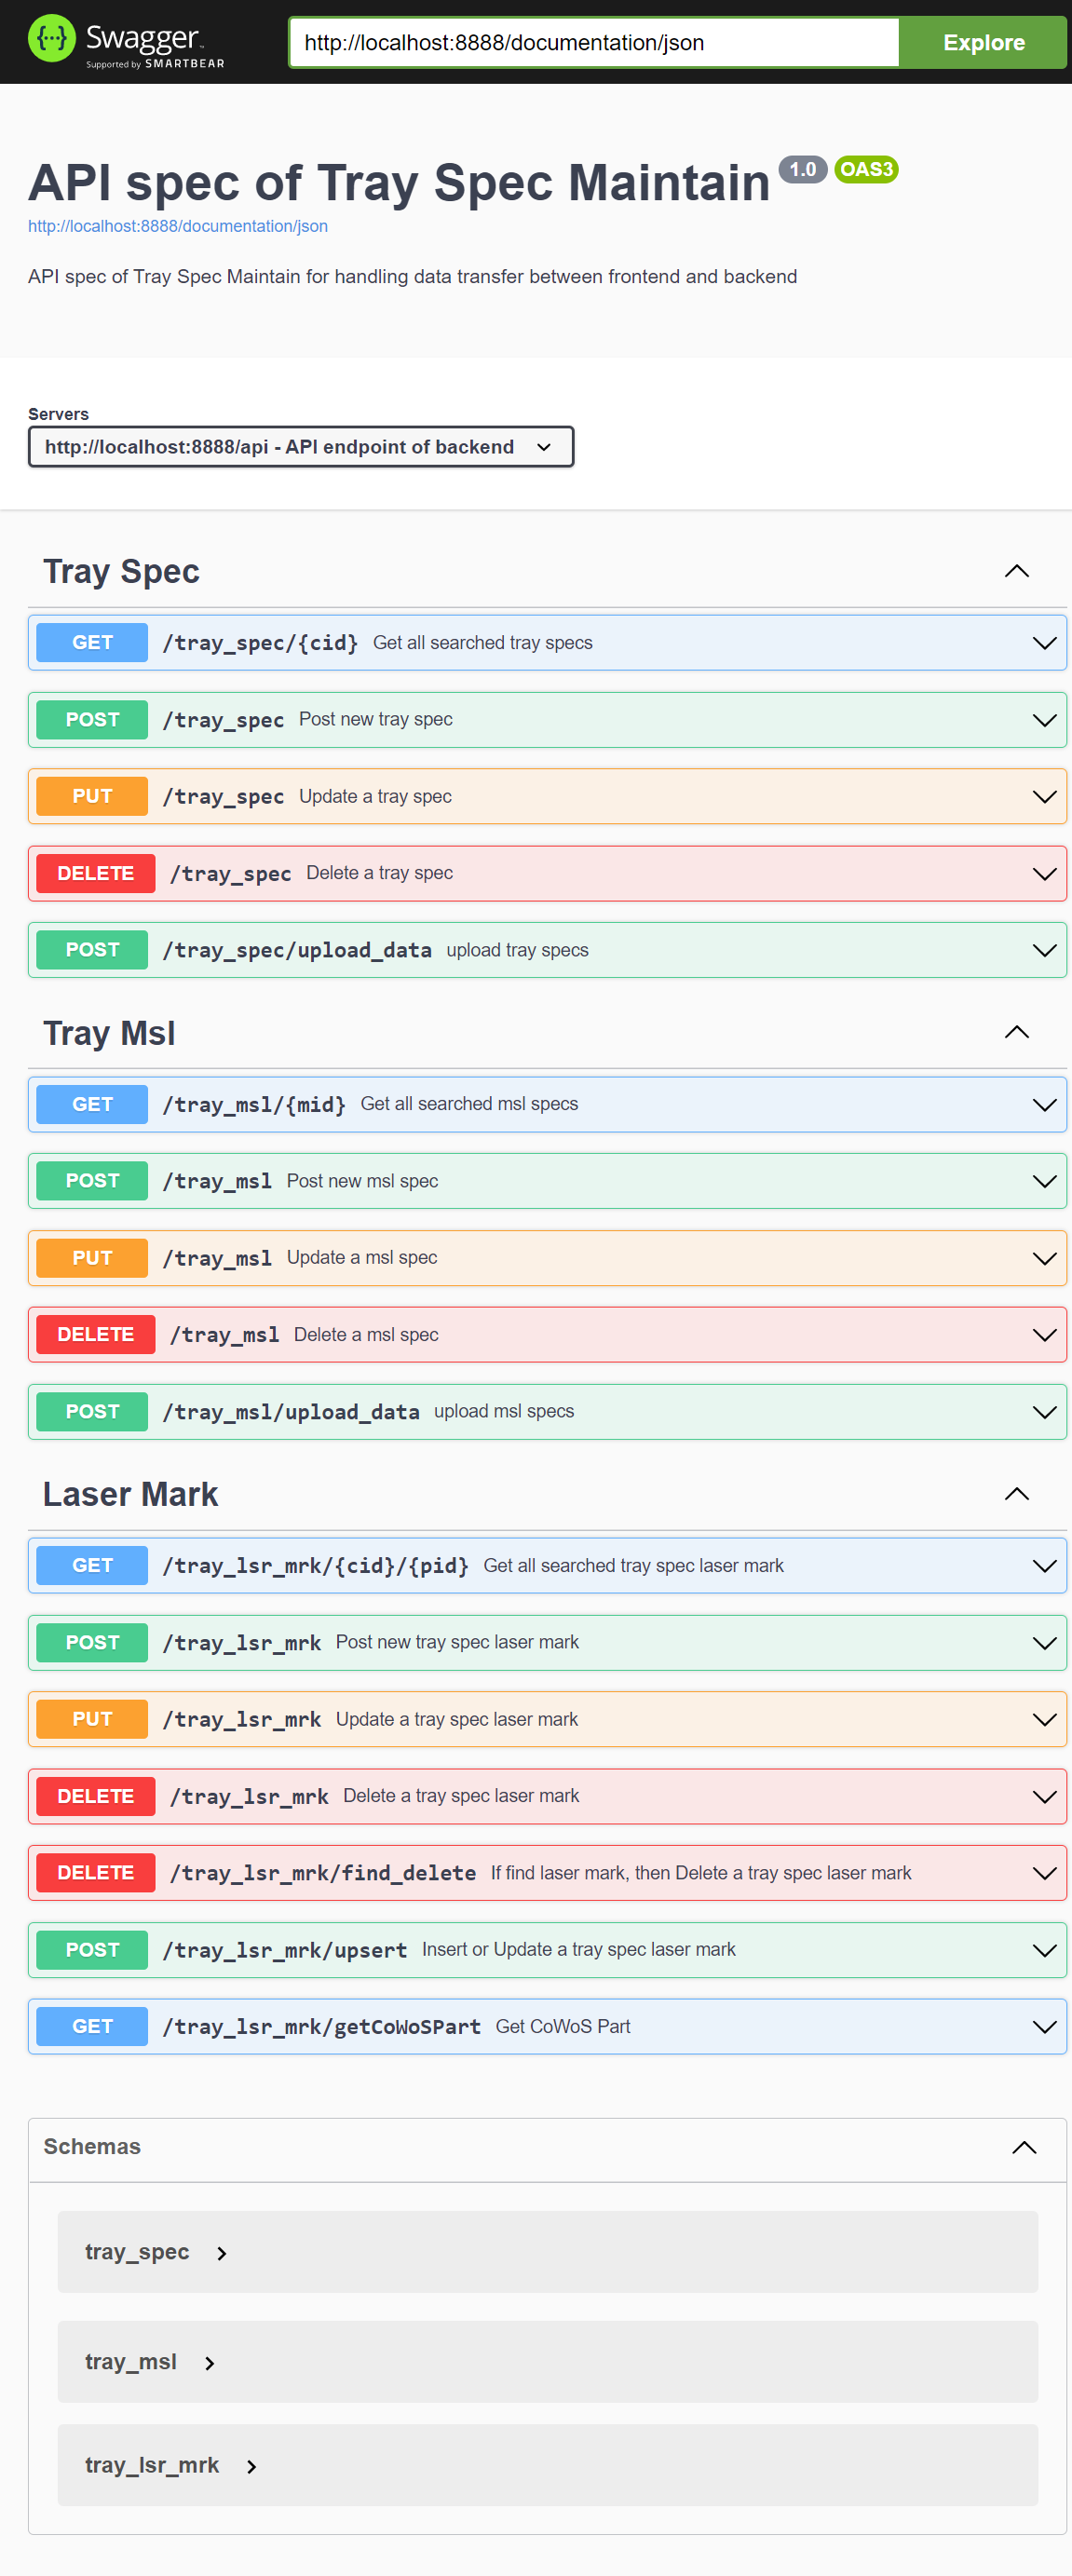 Swagger
Supported by SMARTBEAR
http://localhost:8888/documentation/json
Explore
API spec of Tray Spec Maintain 1.0 OAS3
http://localhost:8888/documentation/json
API spec of Tray Spec Maintain for handling data transfer between frontend and backend
Servers
http://localhost:8888/api - API endpoint of backend
Tray Spec
GET /tray_spec/{cid} Get all searched tray specs
POST /tray_spec Post new tray spec
PUT /tray_spec Update a tray spec
DELETE /tray_spec Delete a tray spec
POST /tray_spec/upload_data upload tray specs
Tray Msl
GET /tray_msl/{mid} Get all searched msl specs
POST /tray_msl Post new msl spec
PUT /tray_msl Update a msl spec
DELETE /tray_msl Delete a msl spec
POST /tray_msl/upload_data upload msl specs
Laser Mark
GET /tray_lsr_mrk/{cid}/{pid} Get all searched tray spec laser mark
POST /tray_lsr_mrk Post new tray spec laser mark
PUT /tray_lsr_mrk Update a tray spec laser mark
DELETE /tray_lsr_mrk Delete a tray spec laser mark
DELETE /tray_lsr_mrk/find_delete If find laser mark, then Delete a tray spec laser mark
POST /tray_lsr_mrk/upsert Insert or Update a tray spec laser mark
GET /tray_lsr_mrk/getCoWoSPart Get CoWoS Part
Schemas
tray_spec
tray_msl
tray_lsr_mrk